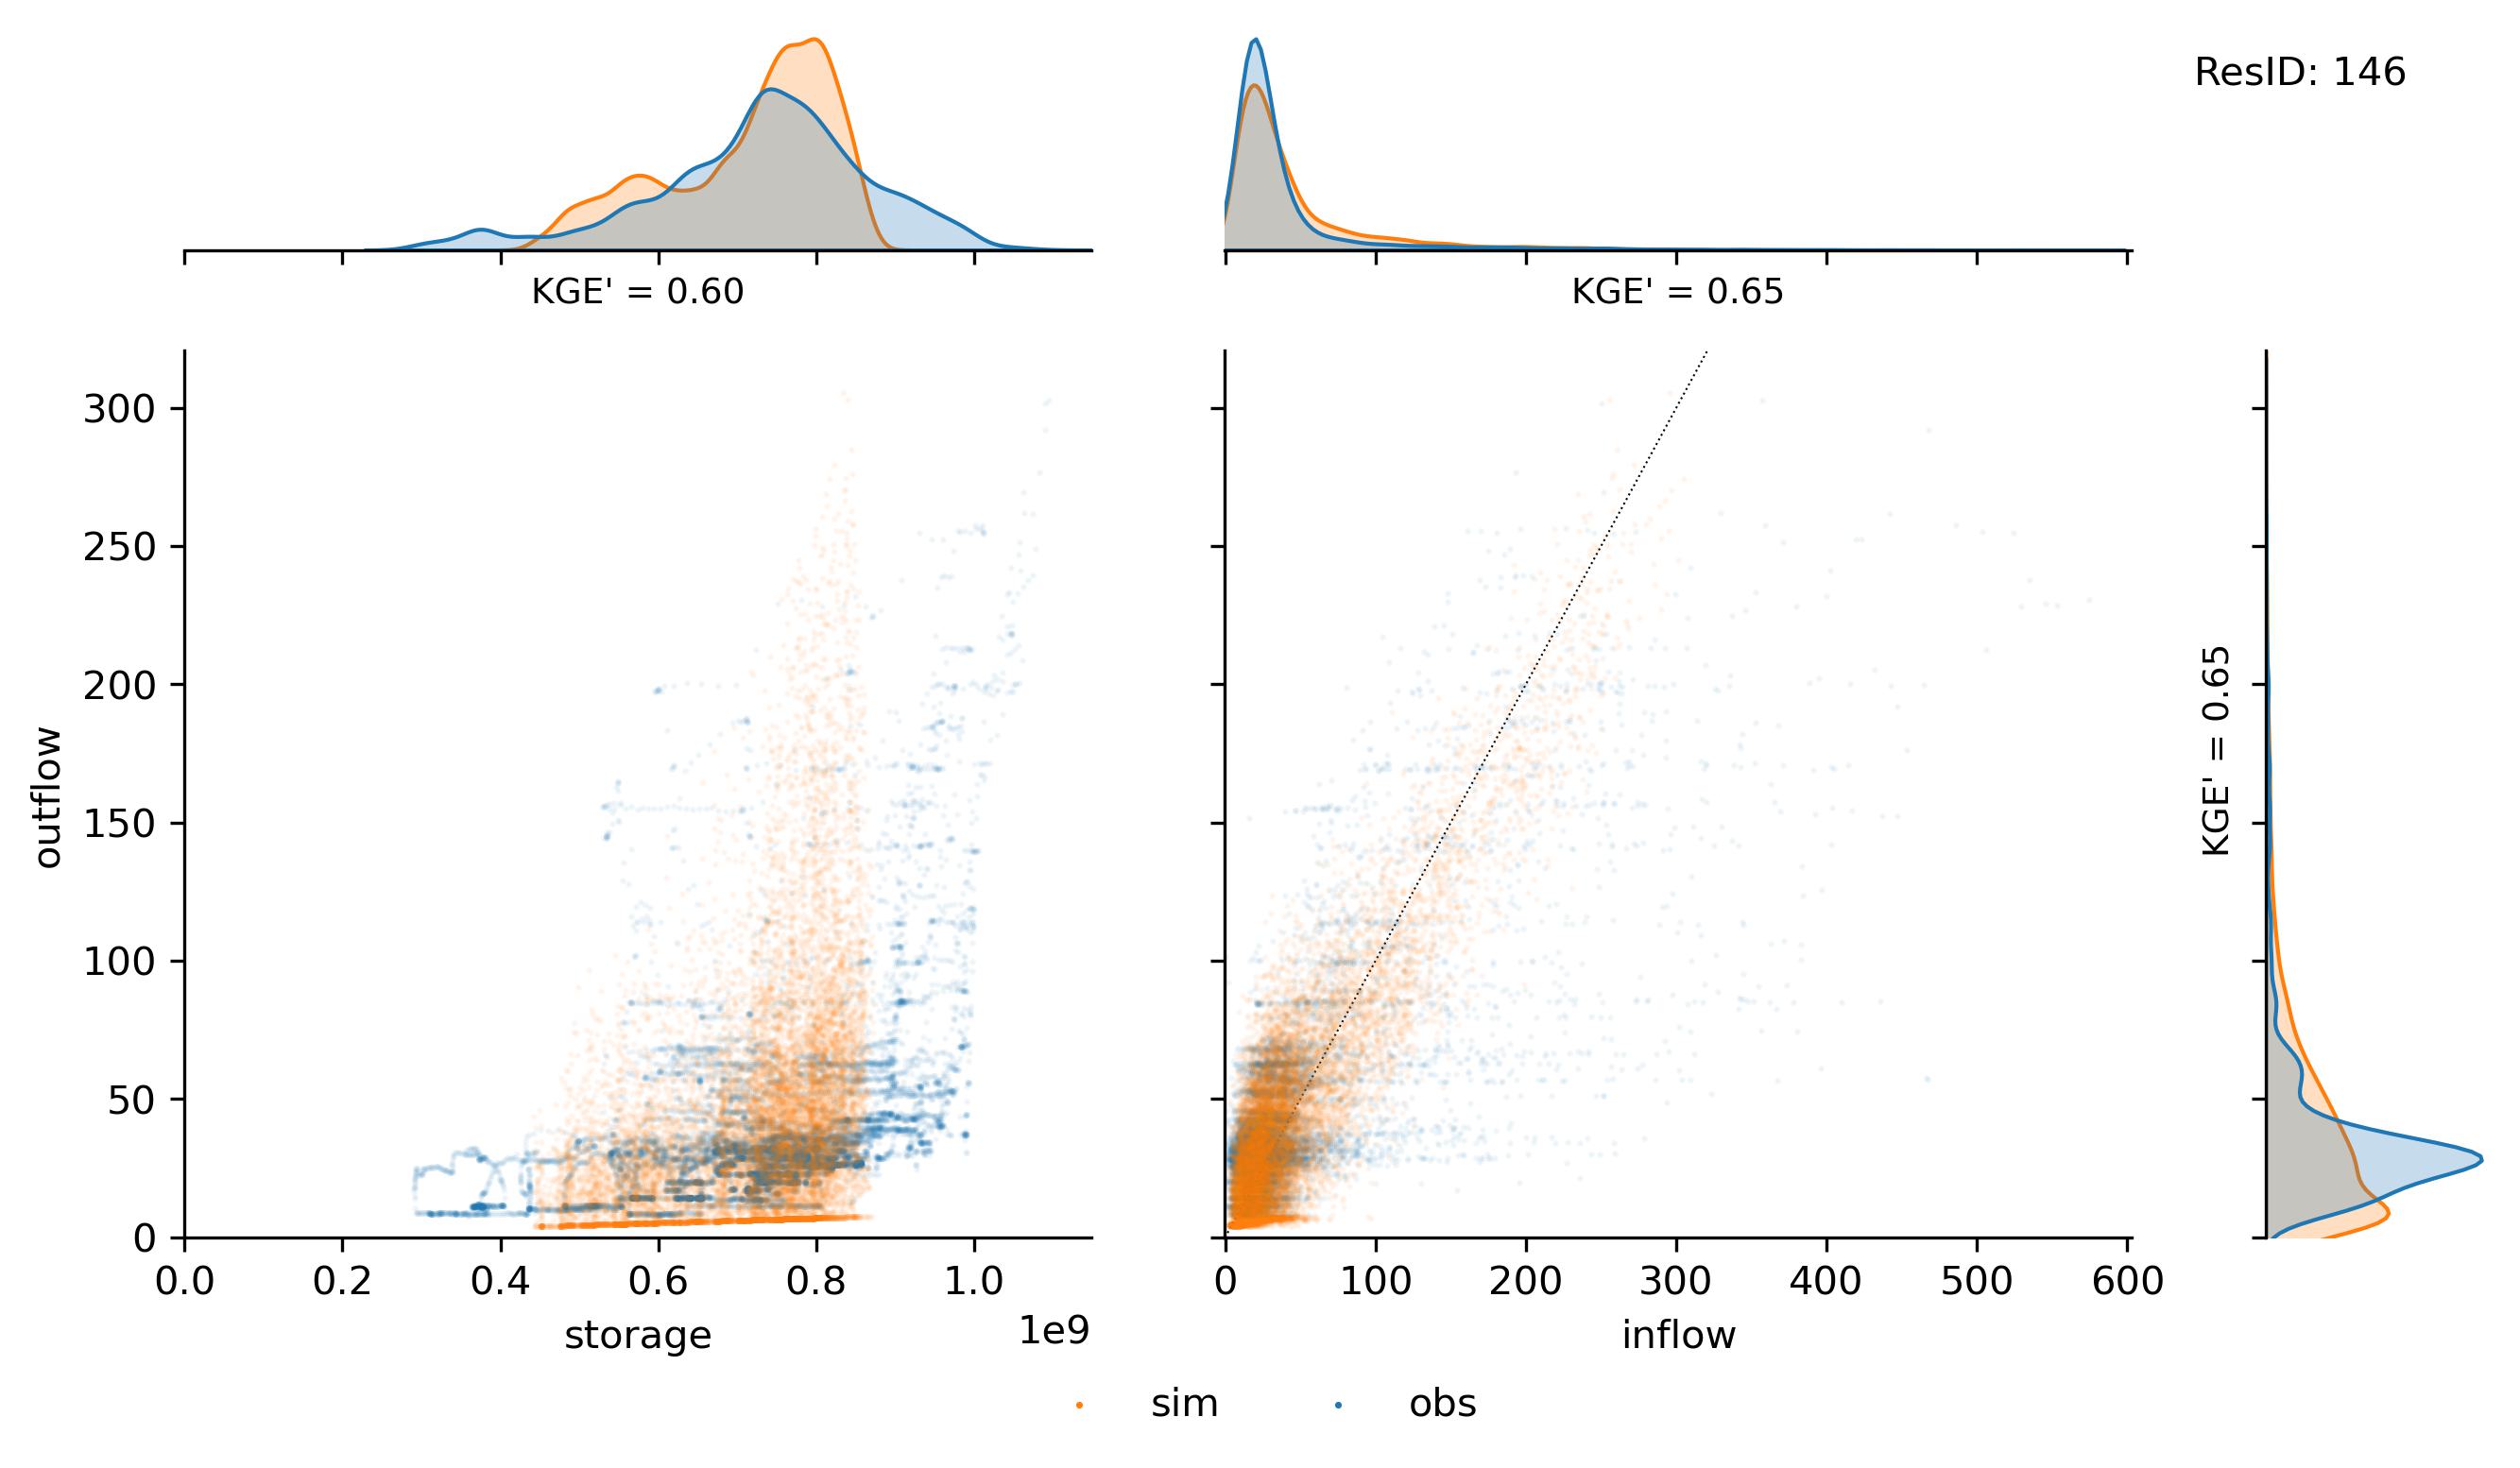 ResID: 146
KGE' = 0.60
KGE' = 0.65
300
250
200
150
100
50
0
outflow
KGE' = 0.65
0.0 0.2 0.4 0.6 0.8 1.0
0 100 200 300 400 500 600
storage
1e9
inflow
sim obs